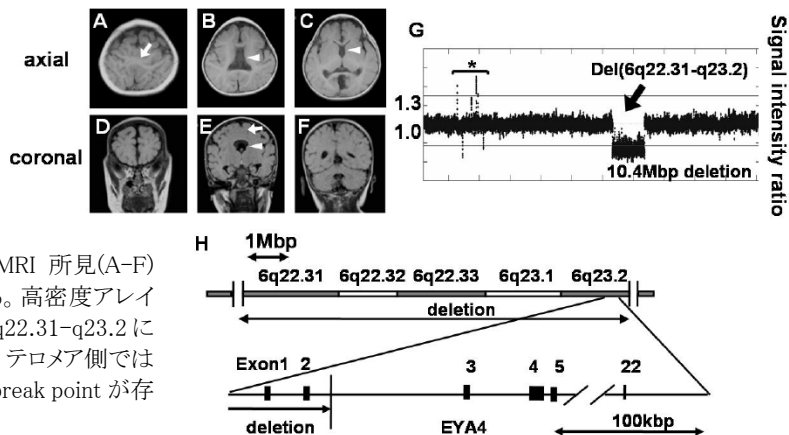 axial
coronal
A
B
C
D
E
F
G
*
Del(6q22.31-q23.2)
1.3
1.0
10.4Mbp deletion
Signal intensity ratio
MRI 所見(A-F)
。高密度アレイ
q22.31-q23.2 に
テロメア側では
break point が存
H
1Mbp
6q22.31 6q22.32 6q22.33 6q23.1 6q23.2
deletion
Exon1 2 3 4 5 22
deletion EYA4 100kbp